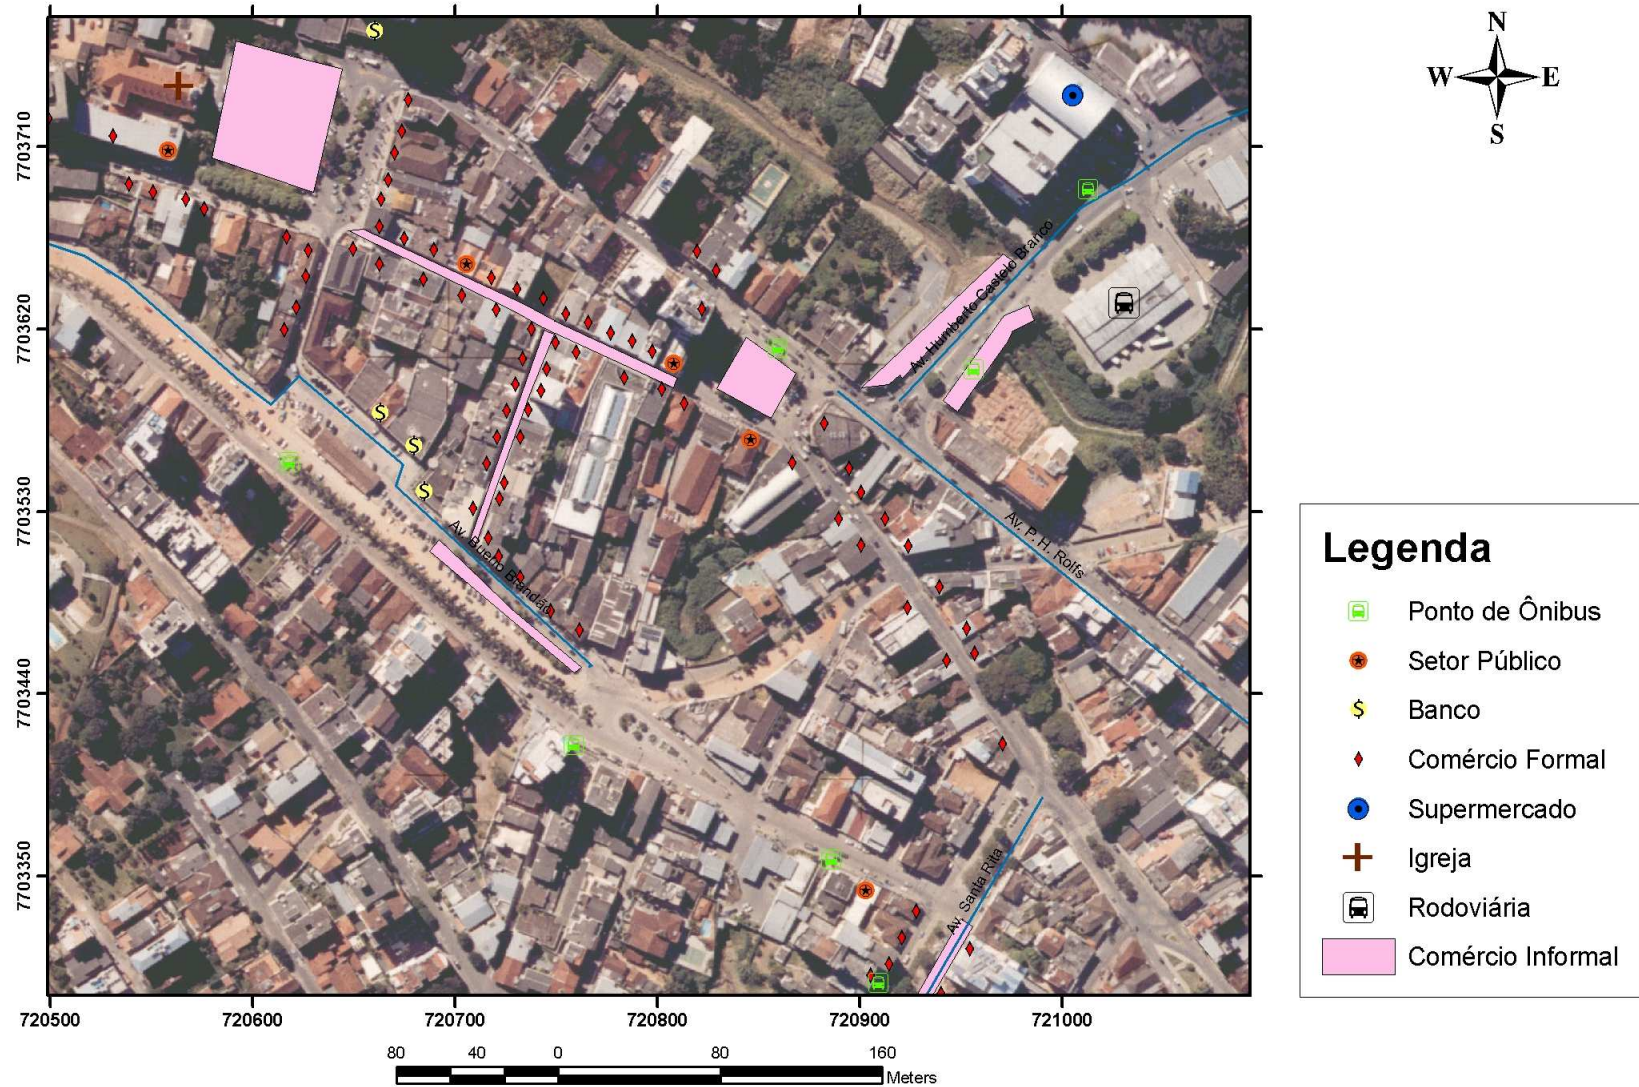 N
W
E
S
7703710
7703620
7703530
7703440
7703350
$
Av. Humberto Castelo Branco
$
$
$
Av. Bueno Brandão
Av. P. H. Rolfs
Av. Santa Rita
720500 720600 720700 720800 720900 721000
80 40 0 80 160
Meters
Legenda
Ponto de Ônibus
Setor Público
$ Banco
Comércio Formal
Supermercado
Igreja
Rodoviária
Comércio Informal